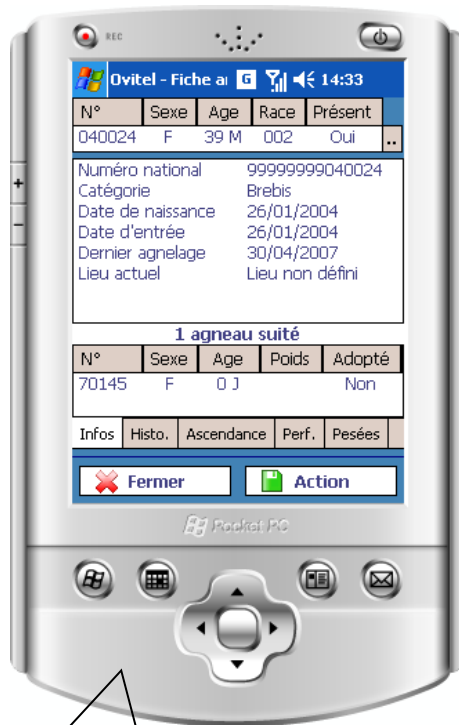 REC
Ovitel - Fiche ai G 14:33
N° Sexe Age Race Présent
040024 F 39 M 002 Oui ..
Numéro national 99999999040024
Catégorie Brebis
Date de naissance 26/01/2004
Date d'entrée 26/01/2004
Dernier agnelage 30/04/2007
Lieu actuel Lieu non défini
1 agneau suité
N° Sexe Age Poids Adopté
70145 F 0 J Non
Infos Histo. Ascendance Perf. Pesées
Fermer Action
Pocket PC